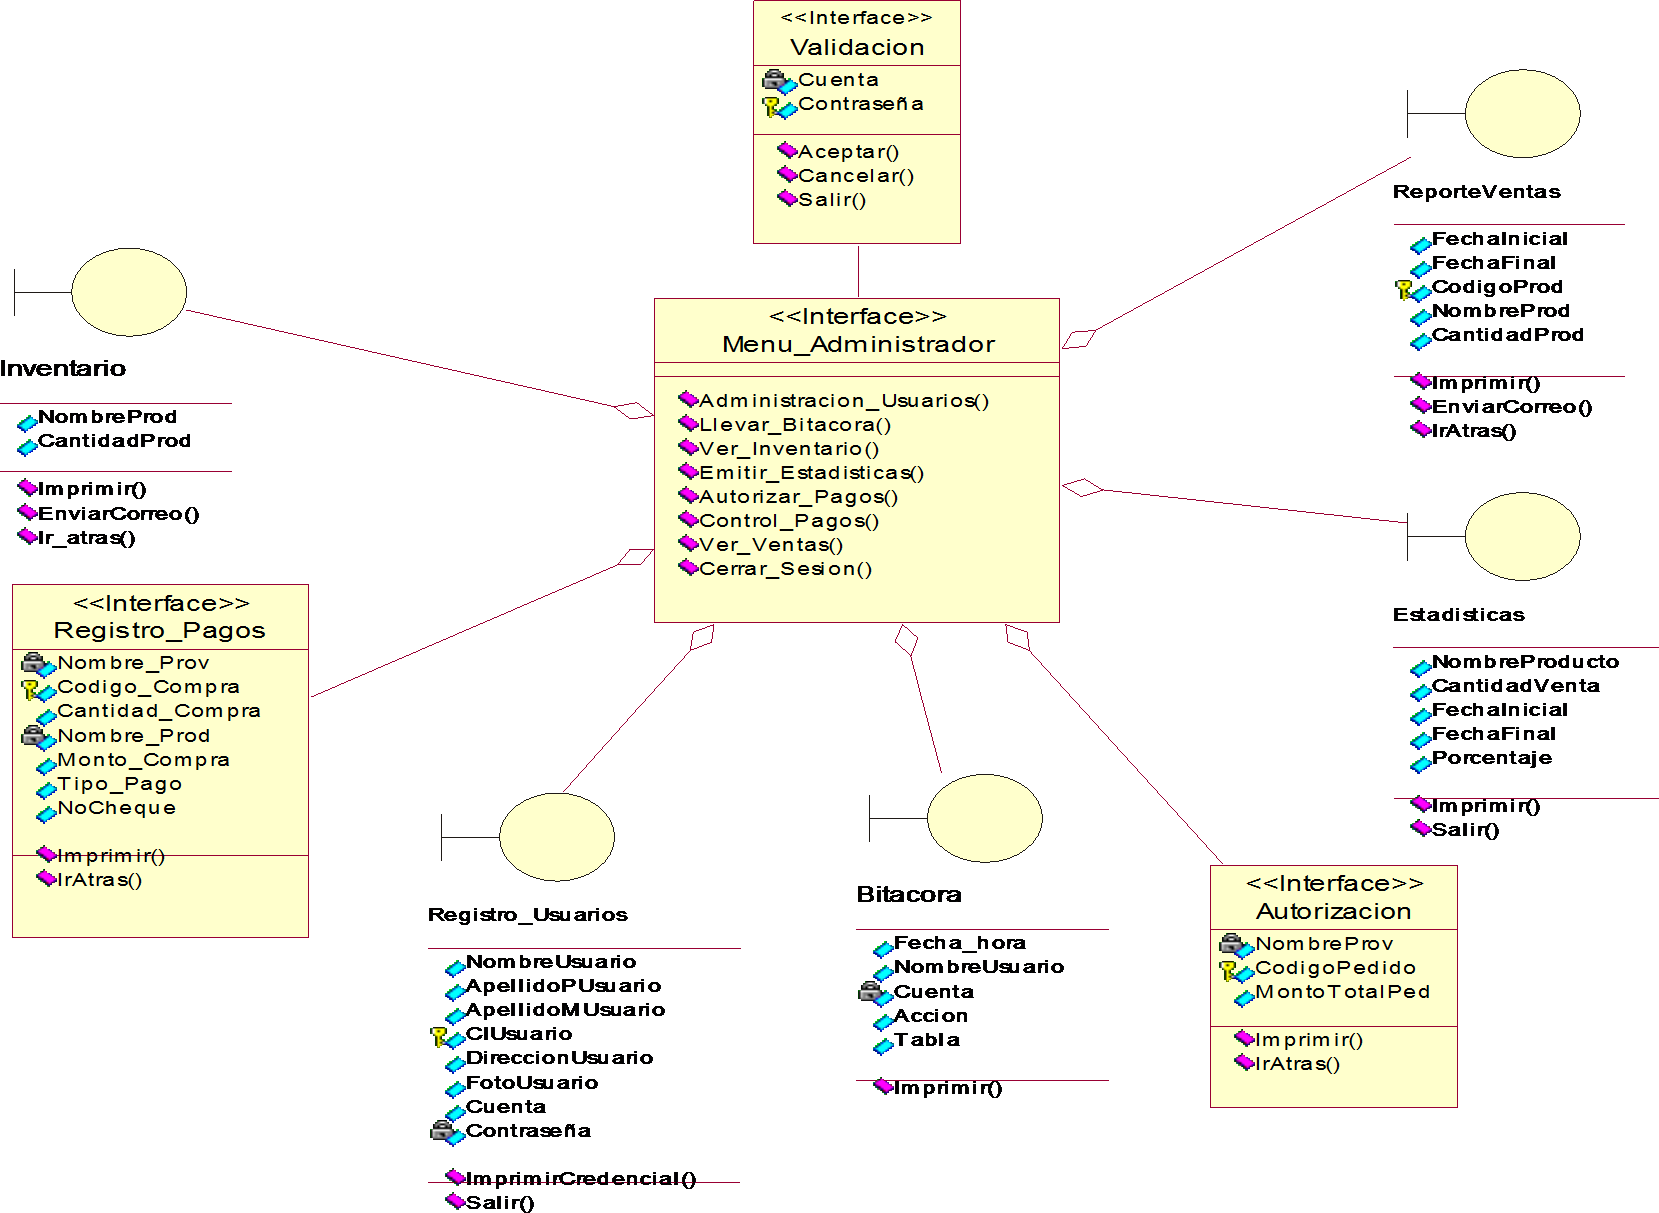 <<Interface>>
Validacion
Cuenta
Contraseña
Aceptar()
Cancelar()
Salir()
ReporteVentas
FechaInicial
FechaFinal
CodigoProd
NombreProd
CantidadProd
Imprimir()
EnviarCorreo()
IrAtras()
Inventario
NombreProd
CantidadProd
Imprimir()
EnviarCorreo()
Ir_atras()
<<Interface>>
Menu_Administrador
Administracion_Usuarios()
Llevar_Bitacora()
Ver_Inventario()
Emitir_Estadisticas()
Autorizar_Pagos()
Control_Pagos()
Ver_Ventas()
Cerrar_Sesion()
Estadisticas
NombreProducto
CantidadVenta
FechaInicial
FechaFinal
Porcentaje
Imprimir()
Salir()
<<Interface>>
Registro_Pagos
Nombre_Prov
Codigo_Compra
Cantidad_Compra
Nombre_Prod
Monto_Compra
Tipo_Pago
NoCheque
Imprimir()
IrAtras()
Registro_Usuarios
NombreUsuario
ApellidoPUsuario
ApellidoMUsuario
CIUsuario
DireccionUsuario
FotoUsuario
Cuenta
Contraseña
ImprimirCredencial()
Salir()
Bitacora
Fecha_hora
NombreUsuario
Cuenta
Accion
Tabla
Imprimir()
<<Interface>>
Autorizacion
NombreProv
CodigoPedido
MontoTotalPed
Imprimir()
IrAtras()